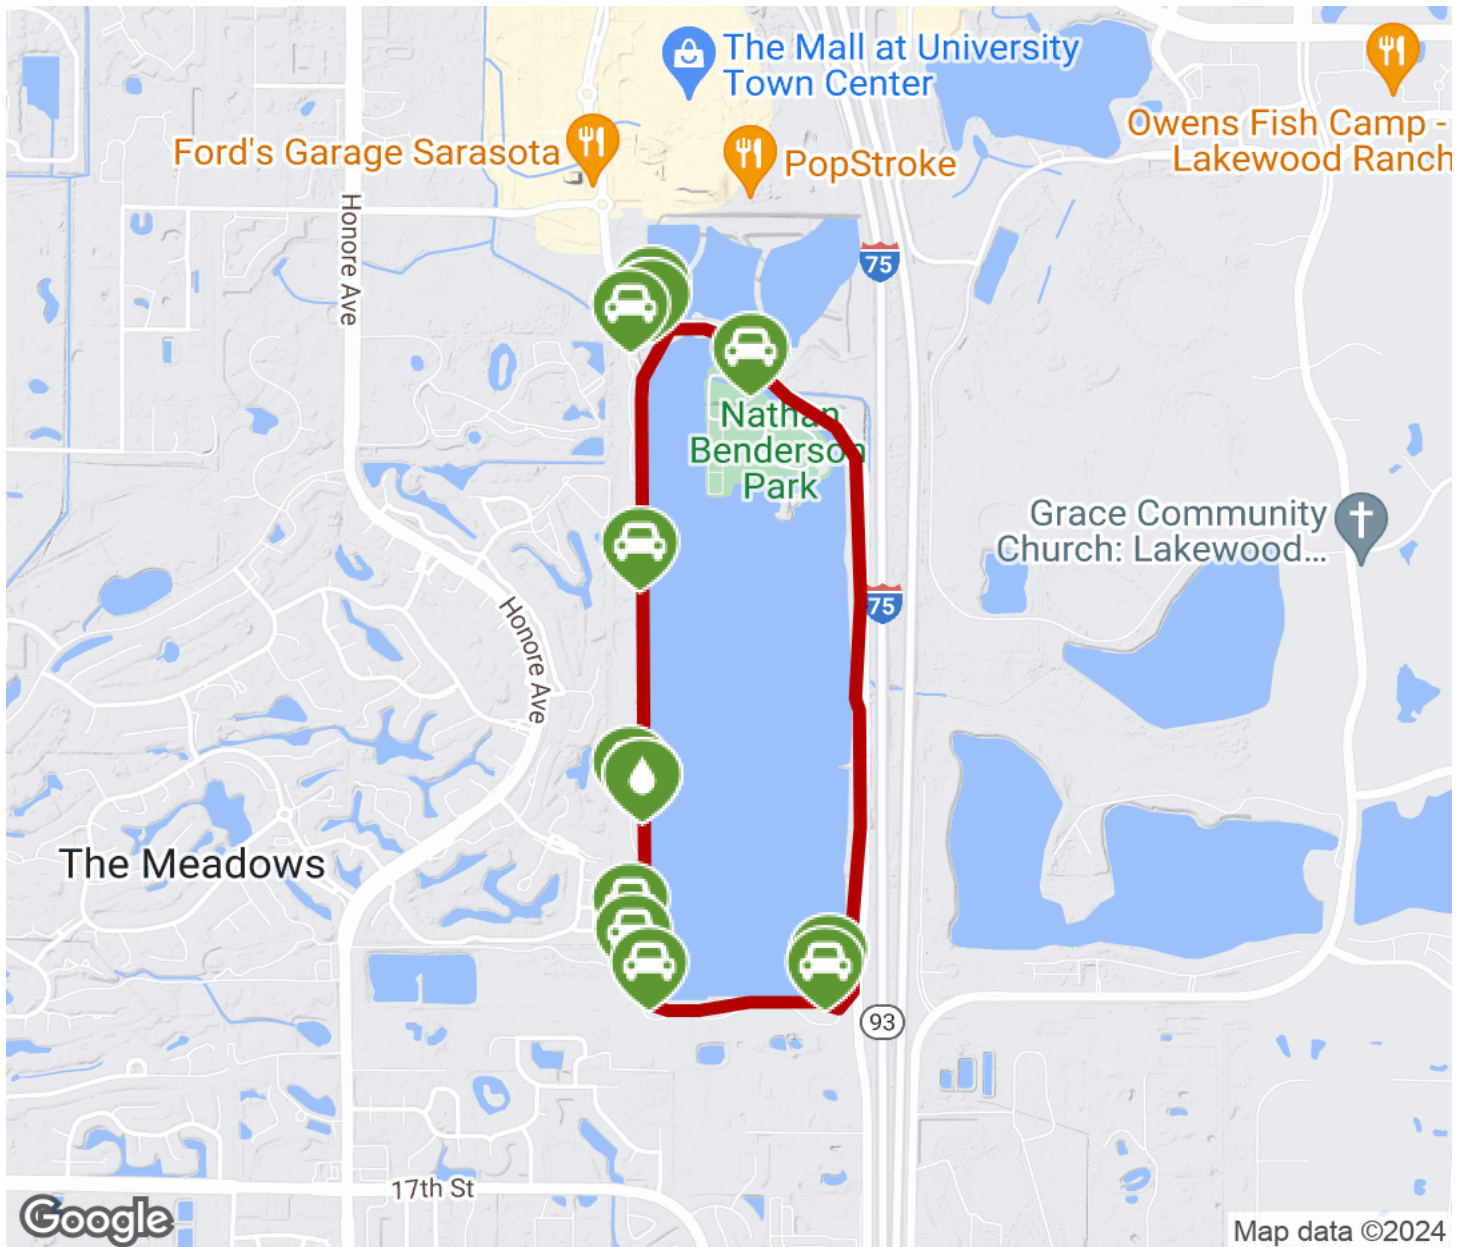 The Mall at University
Town Center
Ford's Garage Sarasota
PopStroke
Owens Fish Camp -
Lakewood Ranch
Honore Ave
75
Nathan
Benderson
Park
Grace Community
Church: Lakewood...
75
Honore Ave
The Meadows
93
17th St
Google
Map data ©2024